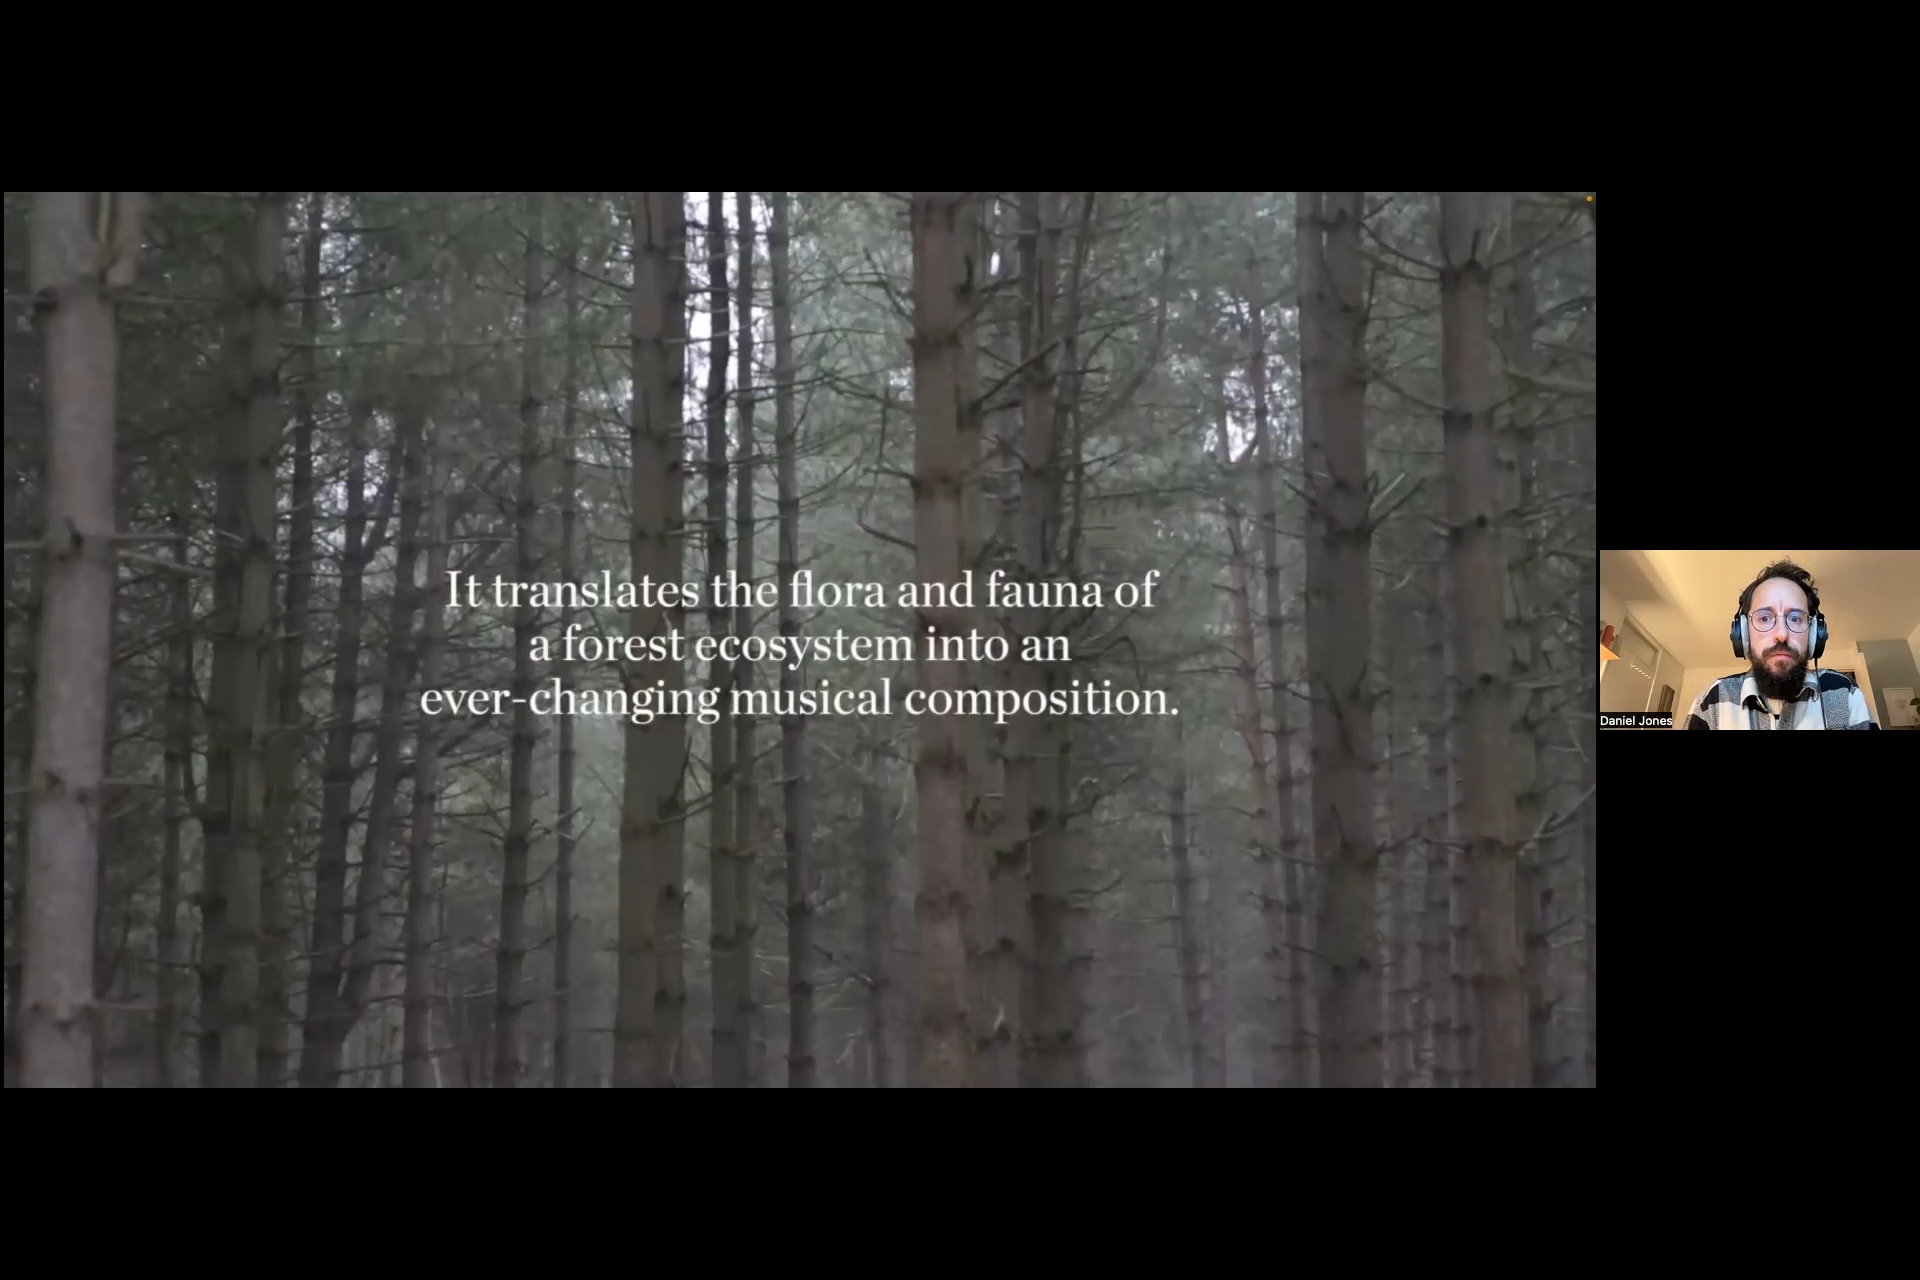 It translates the flora and fauna of
a forest ecosystem into an
ever-changing musical composition.
Daniel Jones